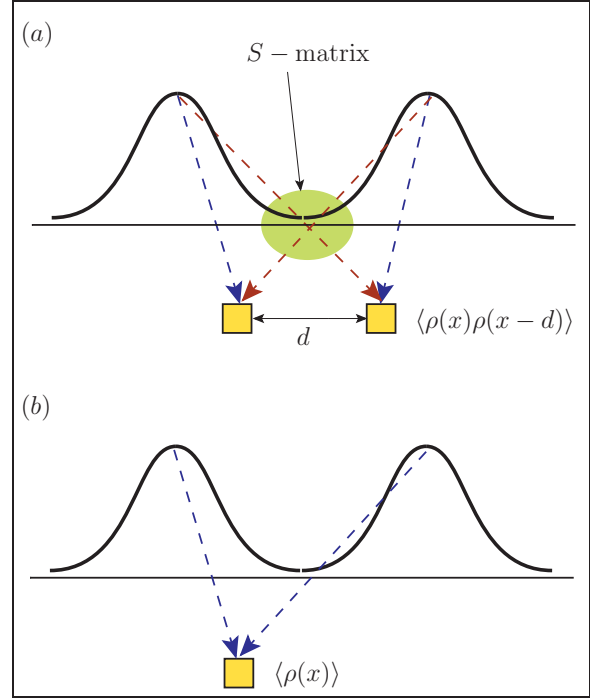 (a)
S − matrix
⟨ρ(x)ρ(x − d)⟩
d
(b)
⟨ρ(x)⟩